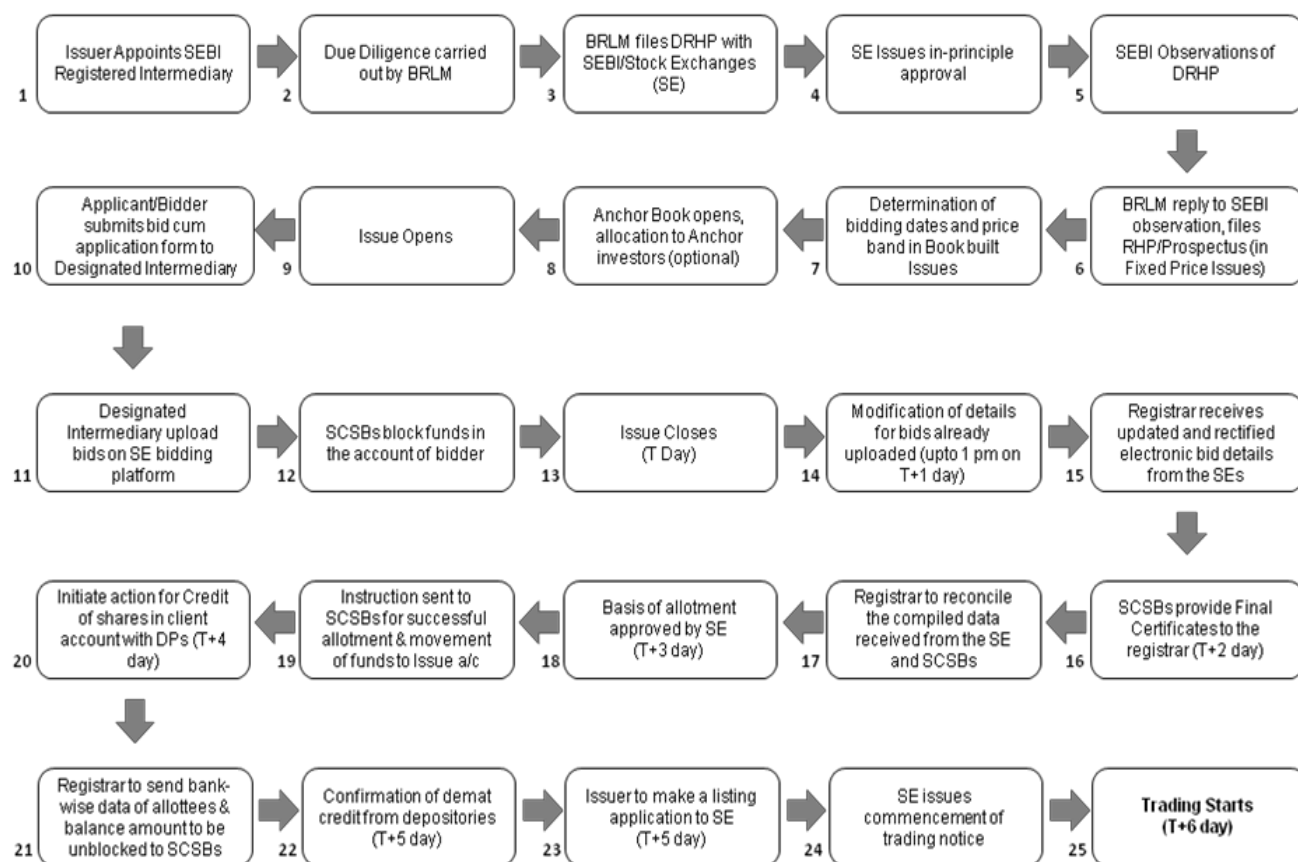 1
Issuer Appoints SEBI
Registered Intermediary
2
Due Diligence carried
out by BRLM
3
BRLM files DRHP with
SEBI/Stock Exchanges
(SE)
4
SE Issues in-principle
approval
5
SEBI Observations of
DRHP
6
BRLM reply to SEBI
observation, files
RHP/Prospectus (in
Fixed Price Issues)
7
Determination of
bidding dates and price
band in Book built
Issues
8
Anchor Book opens,
allocation to Anchor
investors (optional)
9
Issue Opens
10
Applicant/Bidder
submits bid cum
application form to
Designated Intermediary
11
Designated
Intermediary upload
bids on SE bidding
platform
12
SCSBs block funds in
the account of bidder
13
Issue Closes
(T Day)
14
Modification of details
for bids already
uploaded (upto 1 pm on
T+1 day)
15
Registrar receives
updated and rectified
electronic bid details
from the SEs
16
SCSBs provide Final
Certificates to the
registrar (T+2 day)
17
Registrar to reconcile
the compiled data
received from the SE
and SCSBs
18
Basis of allotment
approved by SE
(T+3 day)
19
Instruction sent to
SCSBs for successful
allotment & movement
of funds to Issue a/c
20
Initiate action for Credit
of shares in client
account with DPs (T+4
day)
21
Registrar to send bank-
wise data of allottees &
balance amount to be
unblocked to SCSBs
22
Confirmation of demat
credit from depositories
(T+5 day)
23
Issuer to make a listing
application to SE
(T+5 day)
24
SE issues
commencement of
trading notice
25
Trading Starts
(T+6 day)